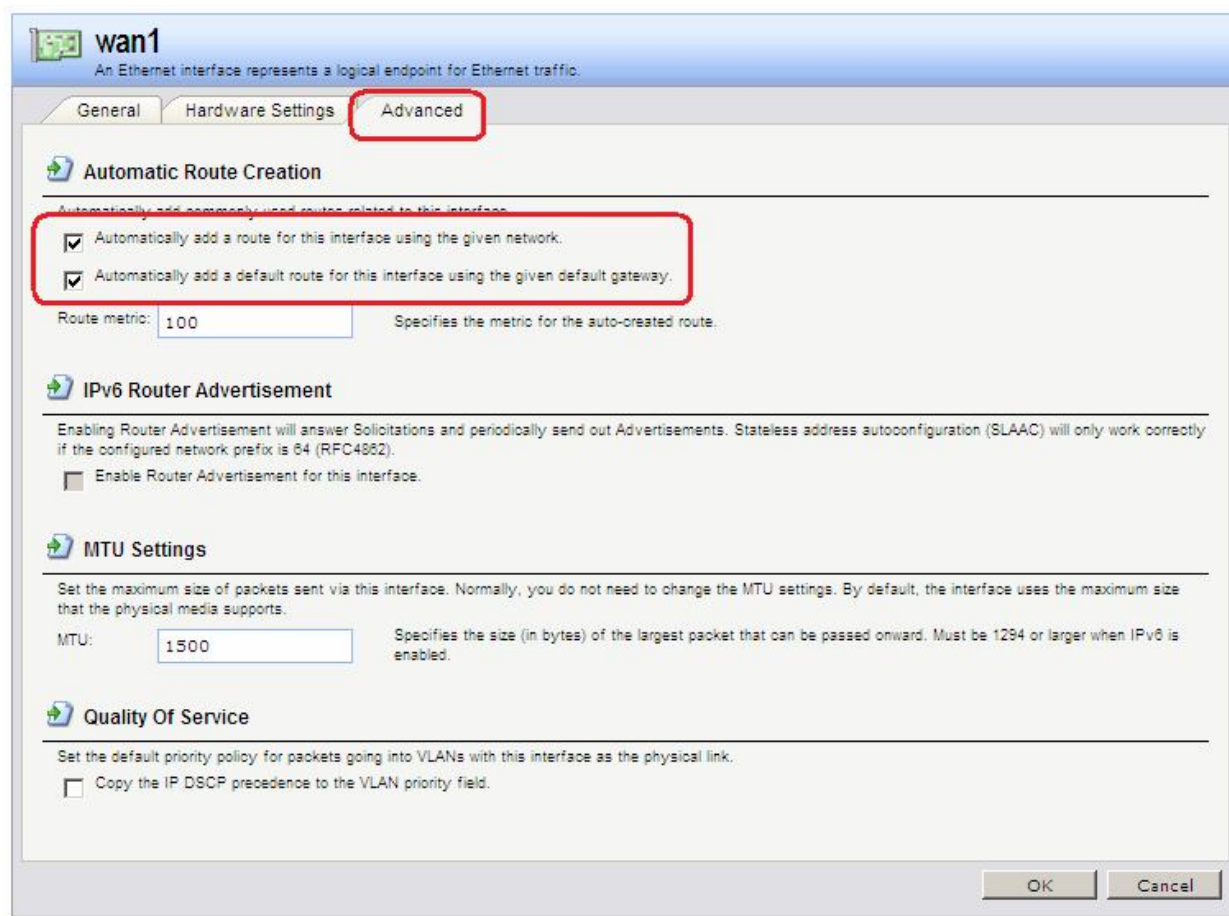 wan1
An Ethernet interface represents a logical endpoint for Ethernet traffic.
General
Hardware Settings
Advanced
Automatic Route Creation
Automatically add commonly used routes related to this interface.
Automatically add a route for this interface using the given network.
Automatically add a default route for this interface using the given default gateway.
Route metric: 100 Specifies the metric for the auto-created route.
IPv6 Router Advertisement
Enabling Router Advertisement will answer Solicitations and periodically send out Advertisements. Stateless address autoconfiguration (SLAAC) will only work correctly
if the configured network prefix is 64 (RFC4862).
Enable Router Advertisement for this interface.
MTU Settings
Set the maximum size of packets sent via this interface. Normally, you do not need to change the MTU settings. By default, the interface uses the maximum size
that the physical media supports.
MTU: 1500 Specifies the size (in bytes) of the largest packet that can be passed onward. Must be 1294 or larger when IPv6 is
enabled.
Quality Of Service
Set the default priority policy for packets going into VLANs with this interface as the physical link.
Copy the IP DSCP precedence to the VLAN priority field.
OK
Cancel